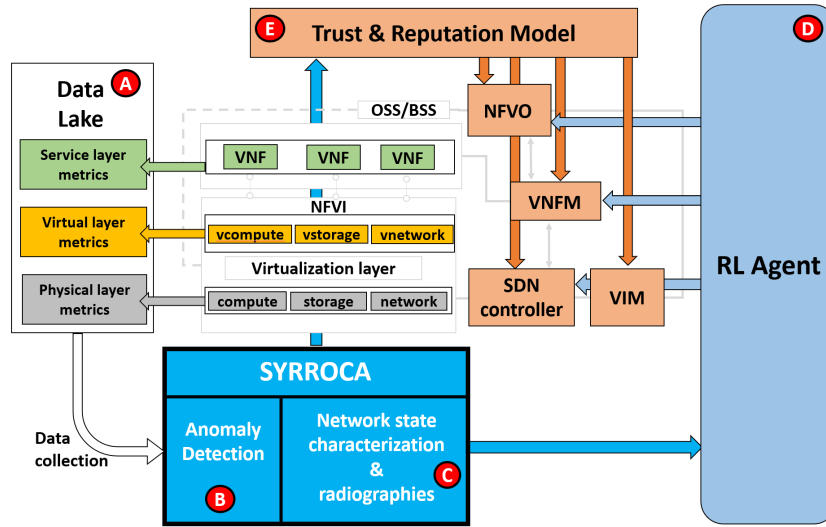 E
Trust & Reputation Model
D
A
Data
Lake
OSS/BSS
NFVO
Service layer
metrics
VNF
VNF
VNF
VNFM
NFVI
Virtual layer
metrics
vcompute
vstorage
vnetwork
Virtualization layer
RL Agent
Physical layer
metrics
compute
storage
network
SDN
controller
VIM
SYRROCA
Data
collection
Anomaly
Detection
B
Network state
characterization
&
radiographies
C